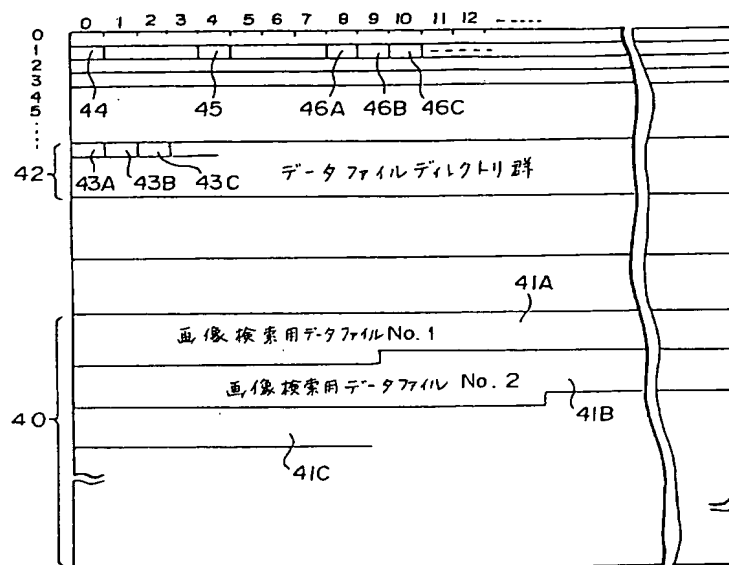 0 1 2 3 4 5 6 7 8 9 10 11 12 -----
0
1
2
3
4
5
44 45 46A 46B 46C
42 43A 43B 43C データファイルディレクトリ群
41A
画像検索用データファイル No. 1
画像検索用データファイル No. 2
40 41B
41C